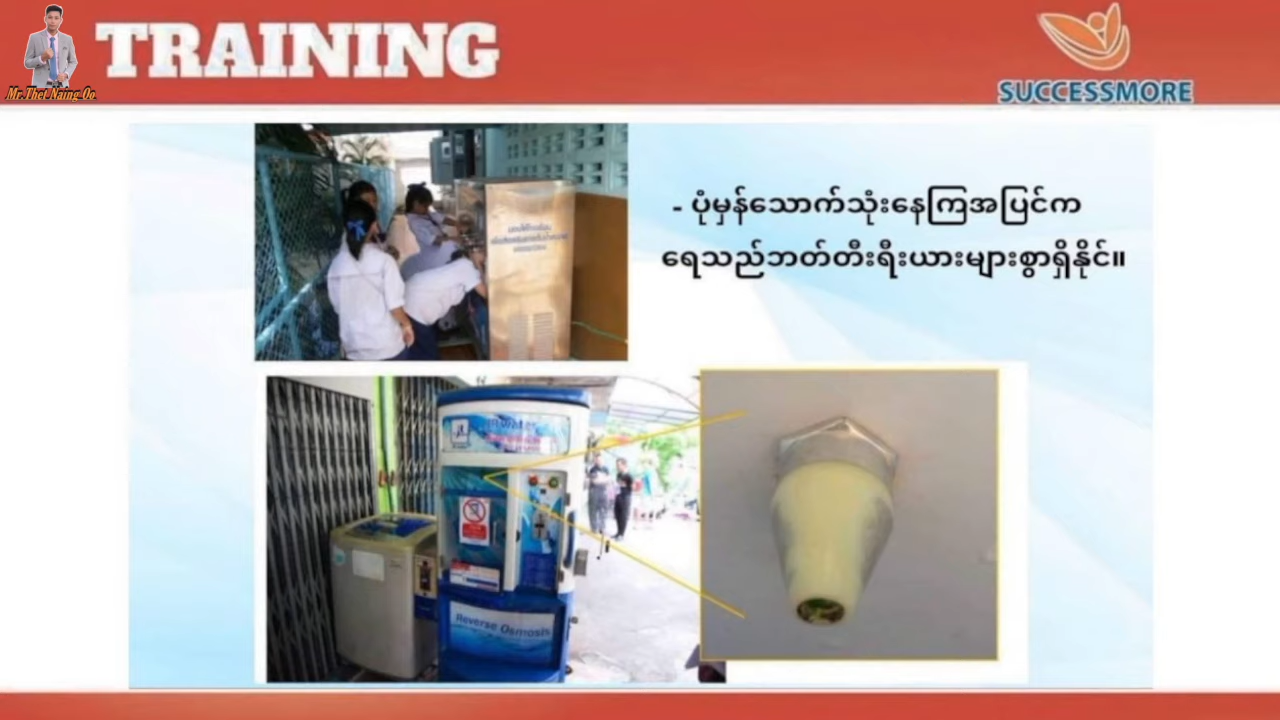 TRAINING
Mr.Thet Naing Oo
SUCCESSMORE
- ပုံမှန်သောက်သုံးနေကြအပြင်က
ရေသည်ဘတ်တီးရီးယားများစွာရှိနိုင်။
Water
Reverse Osmosis